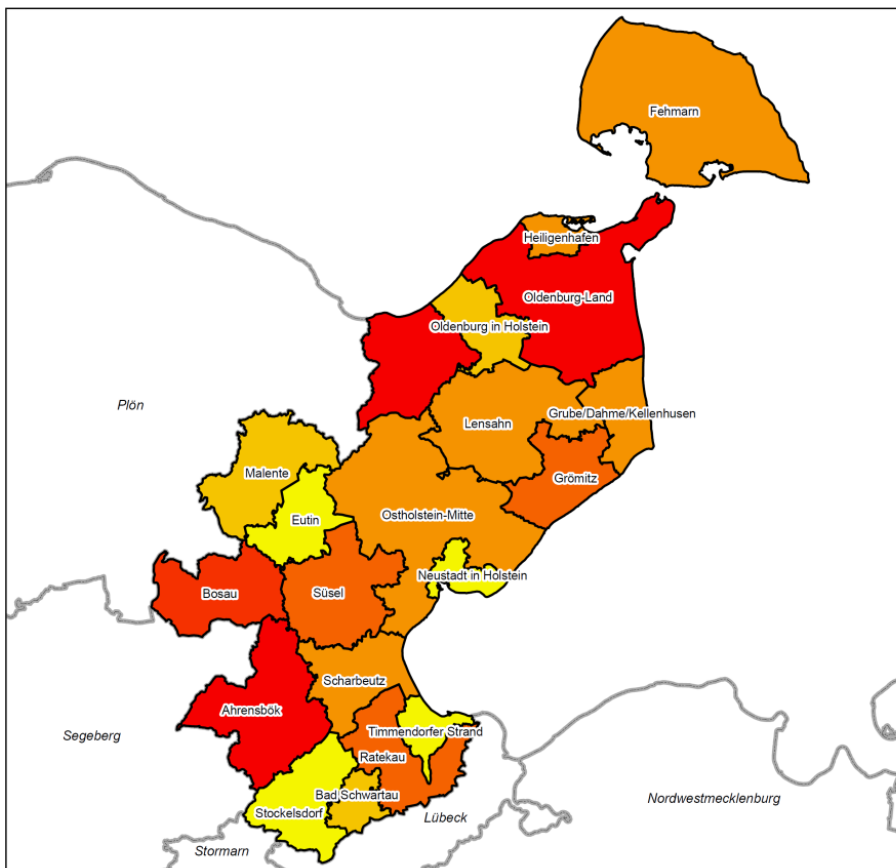 Fehmarn
Heiligenhafen
Oldenburg-Land
Oldenburg in Holstein
Plön
Grube/Dahme/Kellenhusen
Lensahn
Malente
Grömitz
Ostholstein-Mitte
Eutin
Neustadt in Holstein
Bosau
Süsel
Scharbeutz
Ahrensbök
Segeberg
Timmendorfer Strand
Ratekau
Bad Schwartau
Nordwestmecklenburg
Stockelsdorf
Lübeck
Stormarn